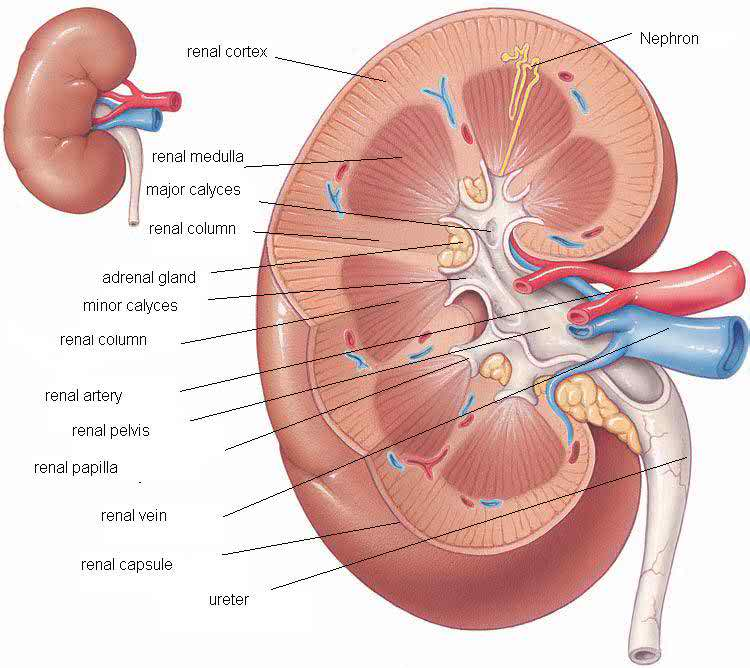 Nephron
renal cortex
renal medulla
major calyces
renal column
adrenal gland
minor calyces
renal column
renal artery
renal pelvis
renal papilla
renal vein
renal capsule
ureter